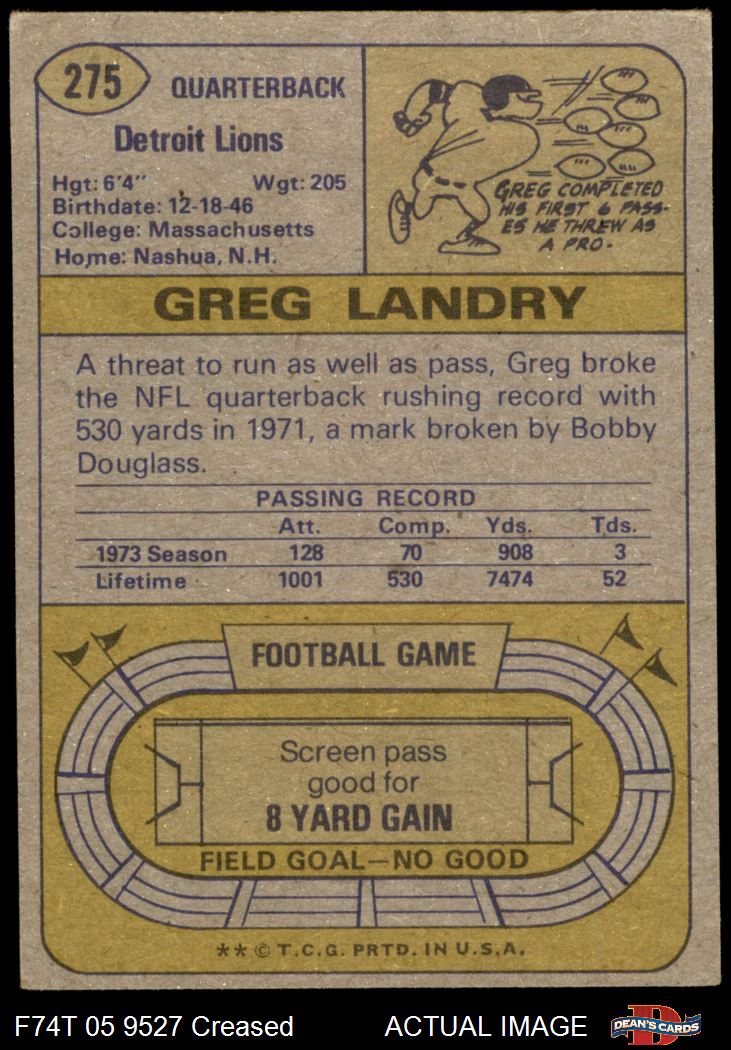 275
QUARTERBACK
Detroit Lions
Hgt: 6'4" Wgt: 205
Birthdate: 12-18-46
College: Massachusetts
Home: Nashua, N.H.
GREG COMPLETED
HIS FIRST 6 PASS-
ES HE THREW AS
A PRO.
GREG LANDRY
A threat to run as well as pass, Greg broke
the NFL quarterback rushing record with
530 yards in 1971, a mark broken by Bobby
Douglass.
PASSING RECORD
Att. Comp. Yds. Tds.
1973 Season 128 70 908 3
Lifetime 1001 530 7474 52
FOOTBALL GAME
Screen pass
good for
8 YARD GAIN
FIELD GOAL—NO GOOD
** © T.C.G. PRTD. IN U.S.A.
F74T 05 9527 Creased ACTUAL IMAGE
D
DEAN'S CARDS